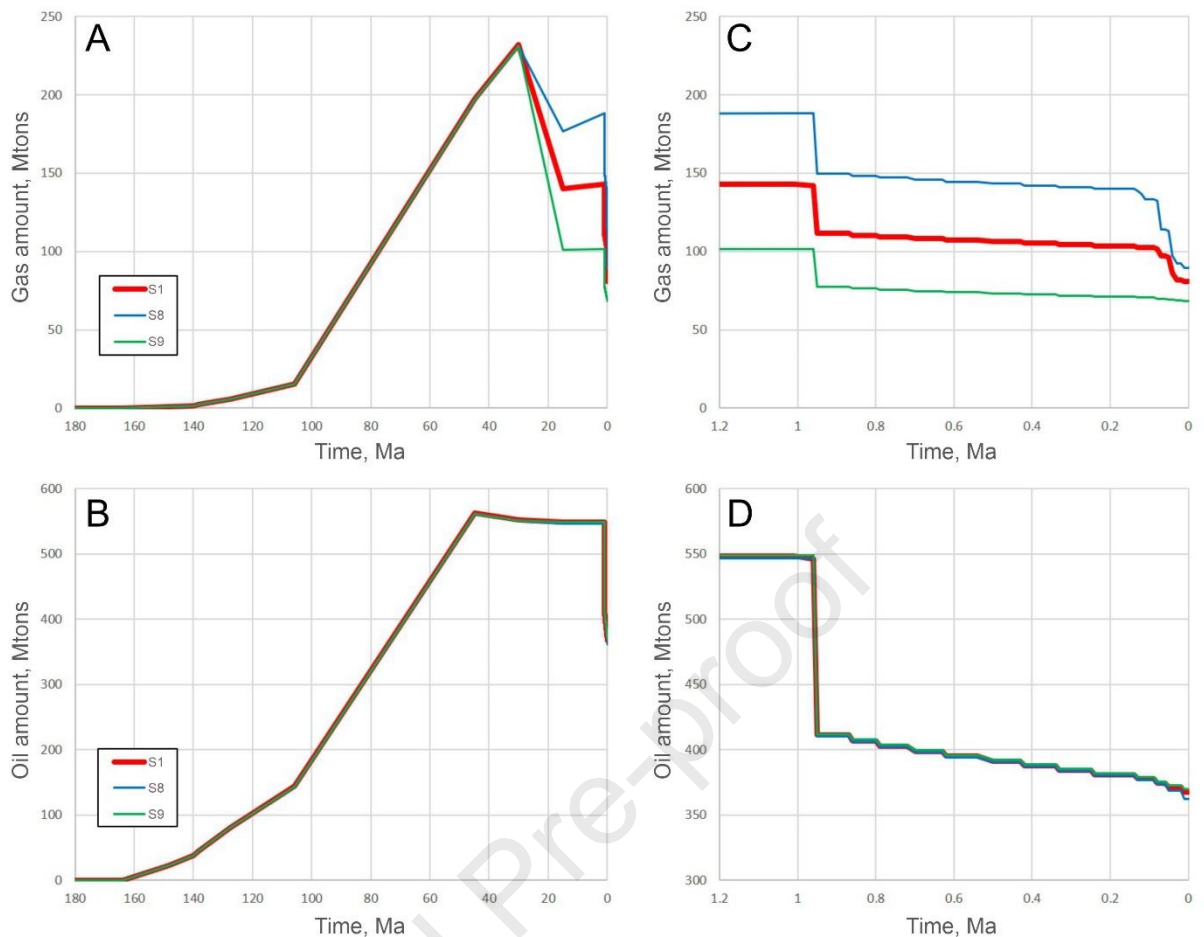 A
Gas amount, Mtons
250
200
150
100
50
0
S1
S8
S9
180 160 140 120 100 80 60 40 20 0
Time, Ma
C
Gas amount, Mtons
250
200
150
100
50
0
1.2 1 0.8 0.6 0.4 0.2 0
Time, Ma
B
Oil amount, Mtons
600
500
400
300
200
100
0
S1
S8
S9
180 160 140 120 100 80 60 40 20 0
Time, Ma
D
Oil amount, Mtons
600
550
500
450
400
350
300
1.2 1 0.8 0.6 0.4 0.2 0
Time, Ma
Pre-proof